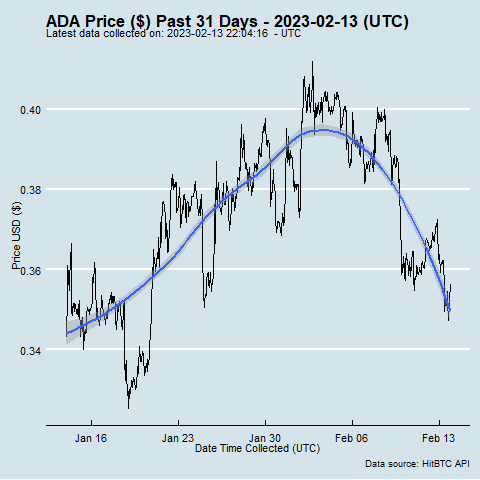 ADA Price ($) Past 31 Days - 2023-02-13 (UTC)
Latest data collected on: 2023-02-13 22:04:16 - UTC
Price USD ($)
0.40
0.38
0.36
0.34
Jan 16
Jan 23
Jan 30
Feb 06
Feb 13
Date Time Collected (UTC)
Data source: HitBTC API